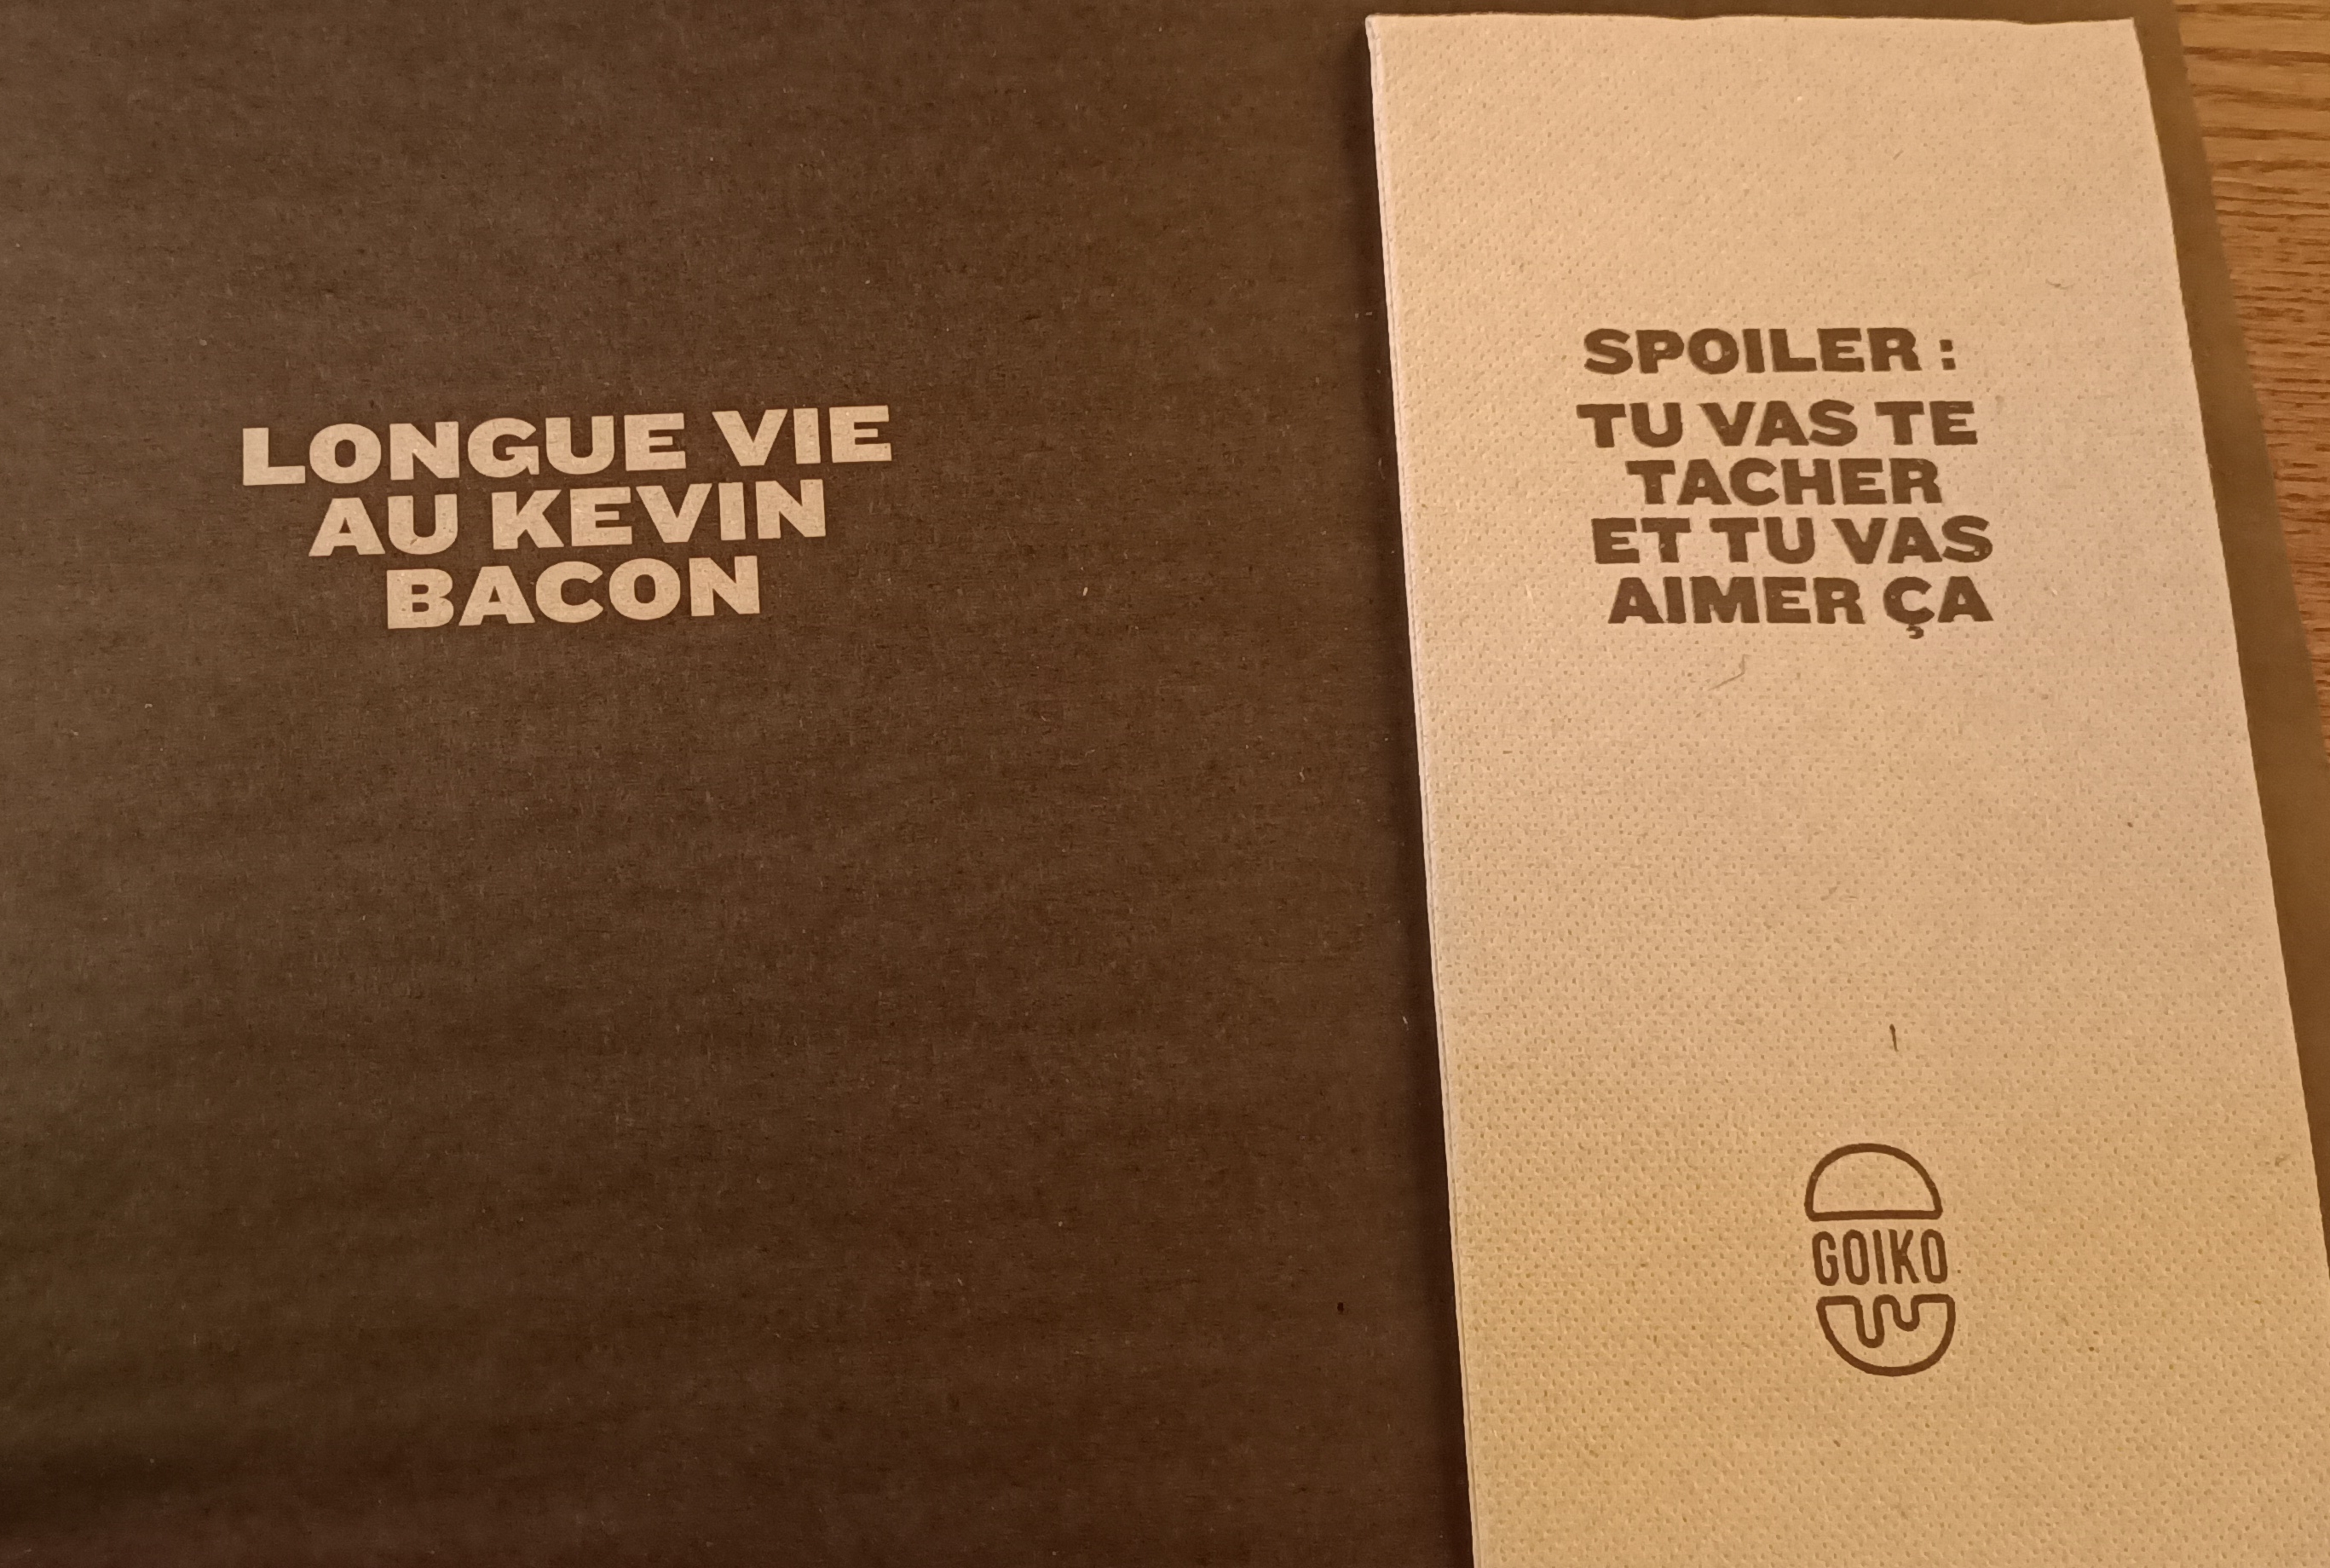 LONGUE VIE
AU KEVIN
BACON
SPOILER :
TU VAS TE
TACHER
ET TU VAS
AIMER ÇA
GOIKO